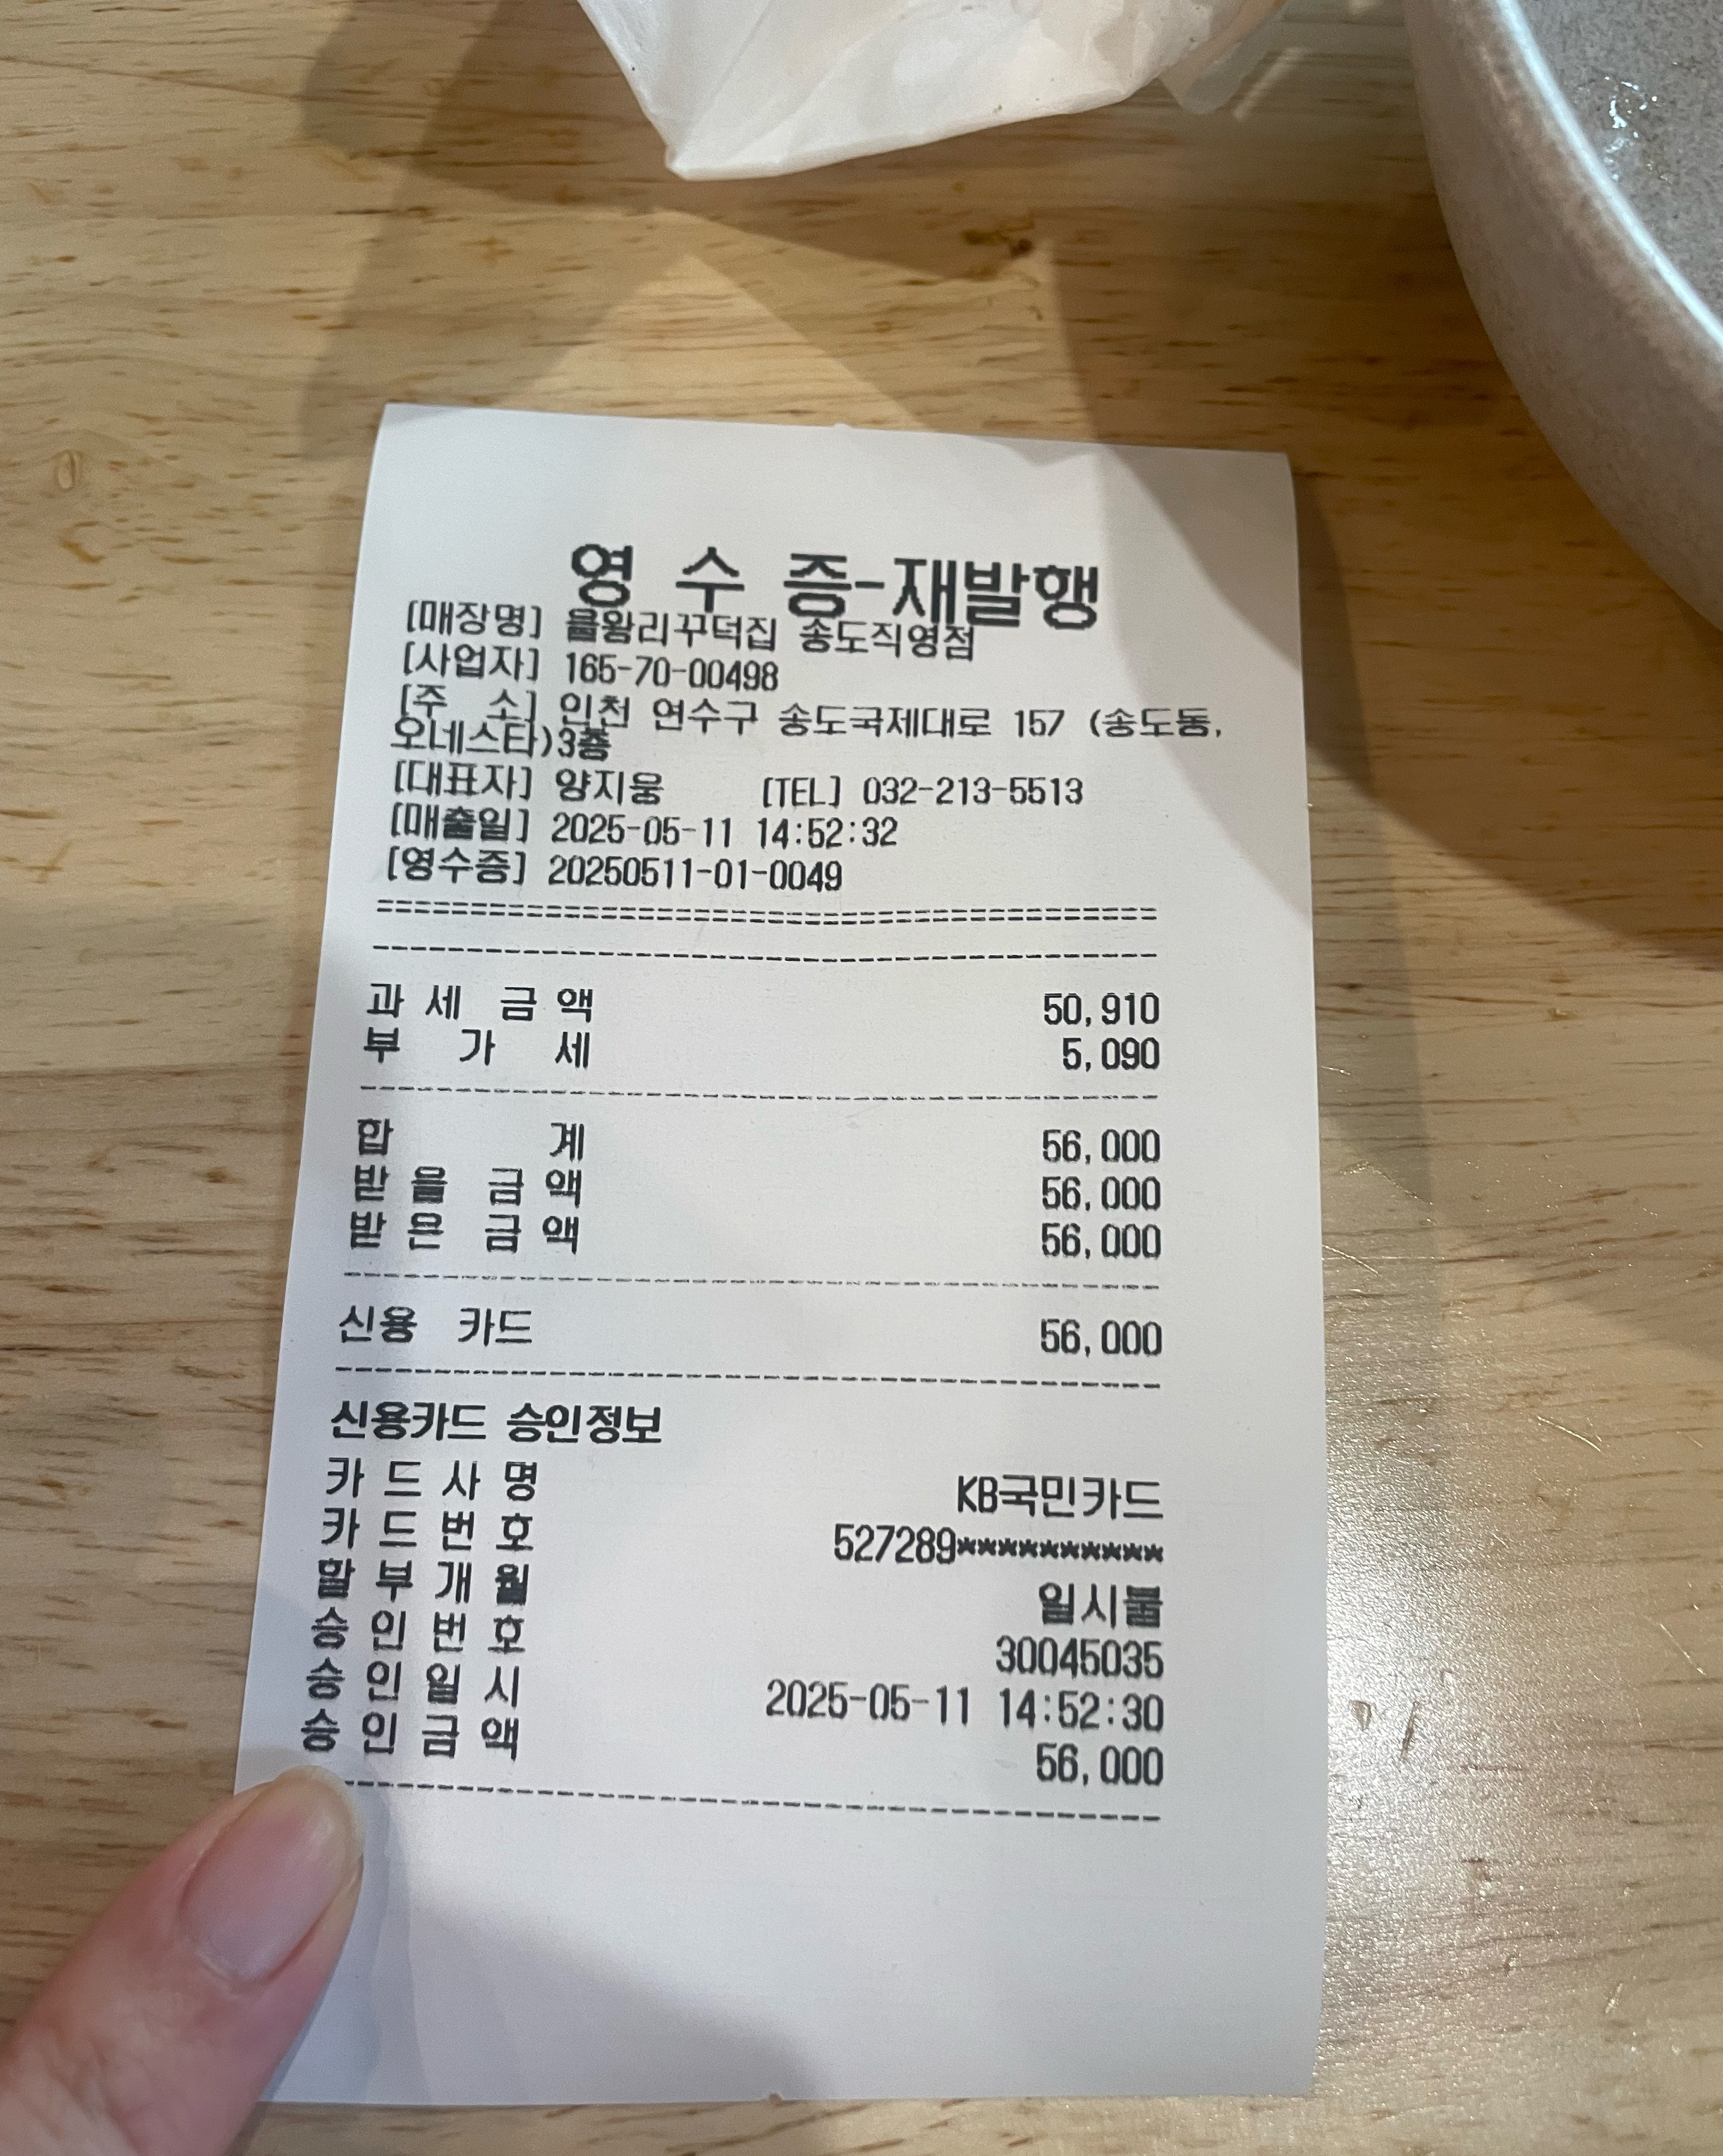 영 수 증-재발행
[매장명] 을왕리꾸덕집 송도직영점
[사업자] 165-70-00498
[주 소] 인천 연수구 송도국제대로 157 (송도동,
오네스타)3층
[대표자] 양지웅 [TEL] 032-213-5513
[매출일] 2025-05-11 14:52:32
[영수증] 20250511-01-0049
==========================================
------------------------------------------
과 세 금 액 50,910
부 가 세 5,090
------------------------------------------
합 계 56,000
받 을 금 액 56,000
받 은 금 액 56,000
------------------------------------------
신용 카드 56,000
------------------------------------------
신용카드 승인정보
카 드 사 명 KB국민카드
카 드 번 호 527289**********
할 부 개 월 일시불
승 인 번 호 30045035
승 인 일 시 2025-05-11 14:52:30
승 인 금 액 56,000
------------------------------------------